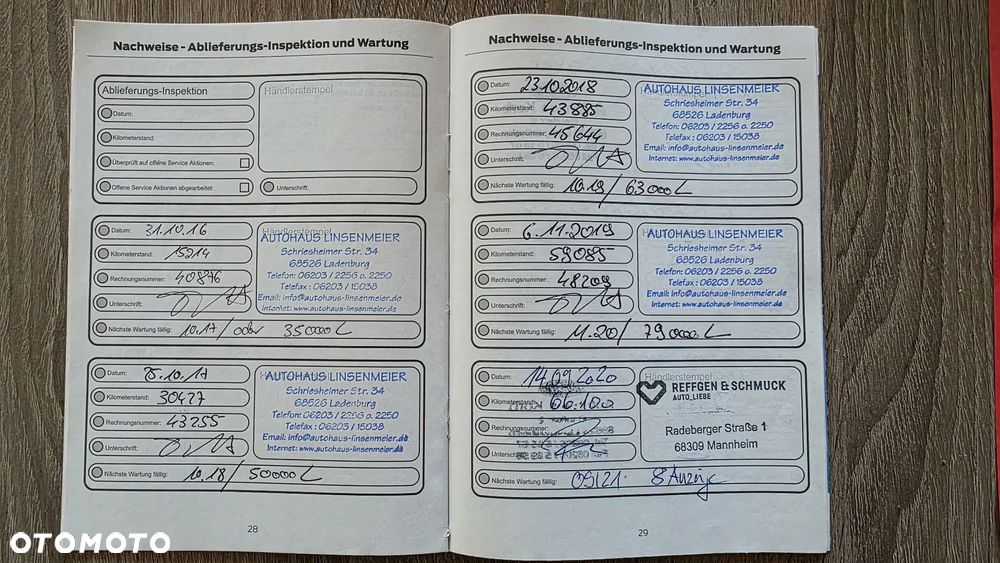 Nachweise - Ablieferungs-Inspektion und Wartung
Ablieferungs-Inspektion
Händlerstempel
Datum:
Kilometerstand:
Überprüft auf offene Service Aktionen:
Offene Service Aktionen abgearbeitet:
Unterschrift:
Datum: 31.10.16
Kilometerstand: 15914
Rechnungsnummer: 40876
Unterschrift:
Händlerstempel
AUTOHAUS LINSENMEIER
Schriesheimer Str. 34
68526 Ladenburg
Telefon: 06203 / 2256 o. 2250
Telefax : 06203 / 15038
Email: info@autohaus-linsenmeier.de
Internet: www.autohaus-linsenmeier.de
Nächste Wartung fällig: 10.17 / oder 35000
Datum: 15.10.17
Kilometerstand: 30427
Rechnungsnummer: 43255
Unterschrift:
Händlerstempel
AUTOHAUS LINSENMEIER
Schriesheimer Str. 34
68526 Ladenburg
Telefon: 06203 / 2256 o. 2250
Telefax : 06203 / 15038
Email: info@autohaus-linsenmeier.de
Internet: www.autohaus-linsenmeier.de
Nächste Wartung fällig: 10.18 / 50000
28
Nachweise - Ablieferungs-Inspektion und Wartung
Datum: 23.10.2018
Kilometerstand: 43885
Rechnungsnummer: 45644
Unterschrift:
Händlerstempel
AUTOHAUS LINSENMEIER
Schriesheimer Str. 34
68526 Ladenburg
Telefon: 06203 / 2256 o. 2250
Telefax : 06203 / 15038
Email: info@autohaus-linsenmeier.de
Internet: www.autohaus-linsenmeier.de
Nächste Wartung fällig: 10.19 / 63000
Datum: 6.11.2019
Kilometerstand: 59085
Rechnungsnummer: 48209
Unterschrift:
Händlerstempel
AUTOHAUS LINSENMEIER
Schriesheimer Str. 34
68526 Ladenburg
Telefon: 06203 / 2256 o. 2250
Telefax : 06203 / 15038
Email: info@autohaus-linsenmeier.de
Internet: www.autohaus-linsenmeier.de
Nächste Wartung fällig: 11.20 / 79000
Datum: 14.09.2020
Kilometerstand: 66.100
Rechnungsnummer:
Unterschrift:
Händlerstempel
REFFGEN & SCHMUCK
AUTO_LIEBE
Radeberger Straße 1
68309 Mannheim
Nächste Wartung fällig: 09/21. Anzeige
29
OTOMOTO